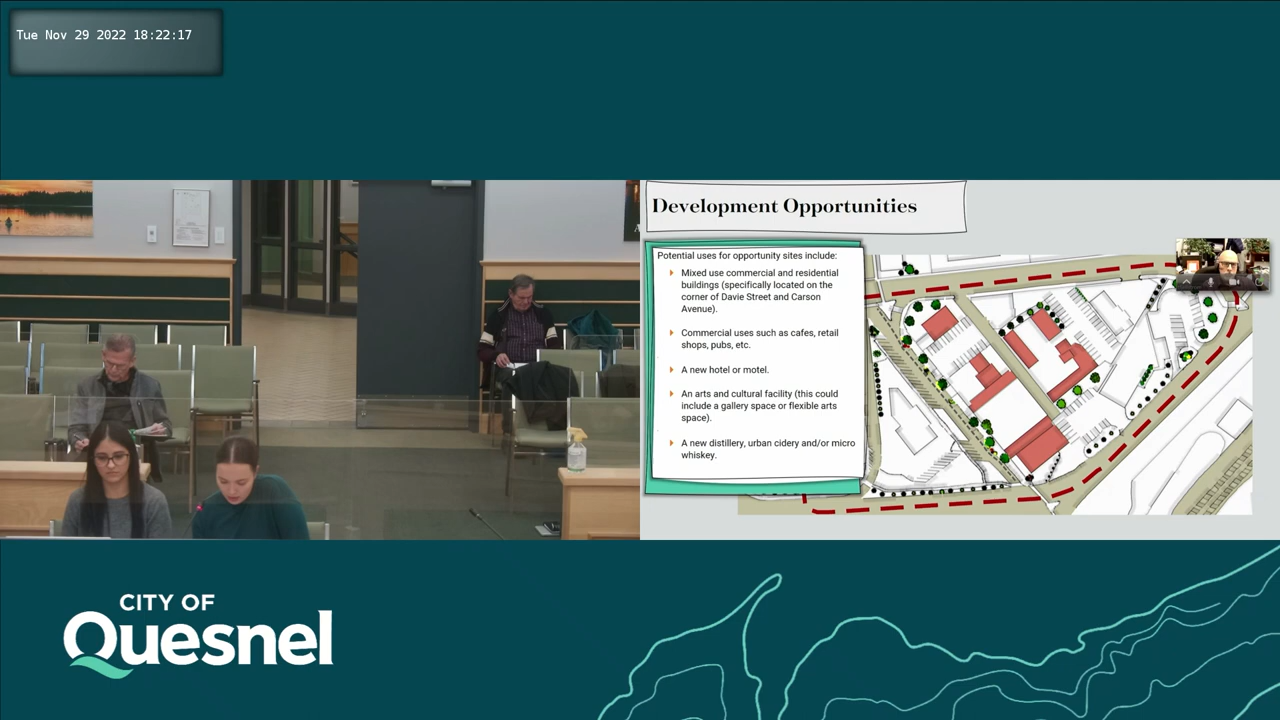 Tue Nov 29 2022 18:22:17
Development Opportunities
Potential uses for opportunity sites include:
Mixed use commercial and residential
buildings (specifically located on the
corner of Davie Street and Carson
Avenue).
Commercial uses such as cafes, retail
shops, pubs, etc.
A new hotel or motel.
An arts and cultural facility (this could
include a gallery space or flexible arts
space).
A new distillery, urban cidery and/or micro
whiskey.
CITY OF
Quesnel